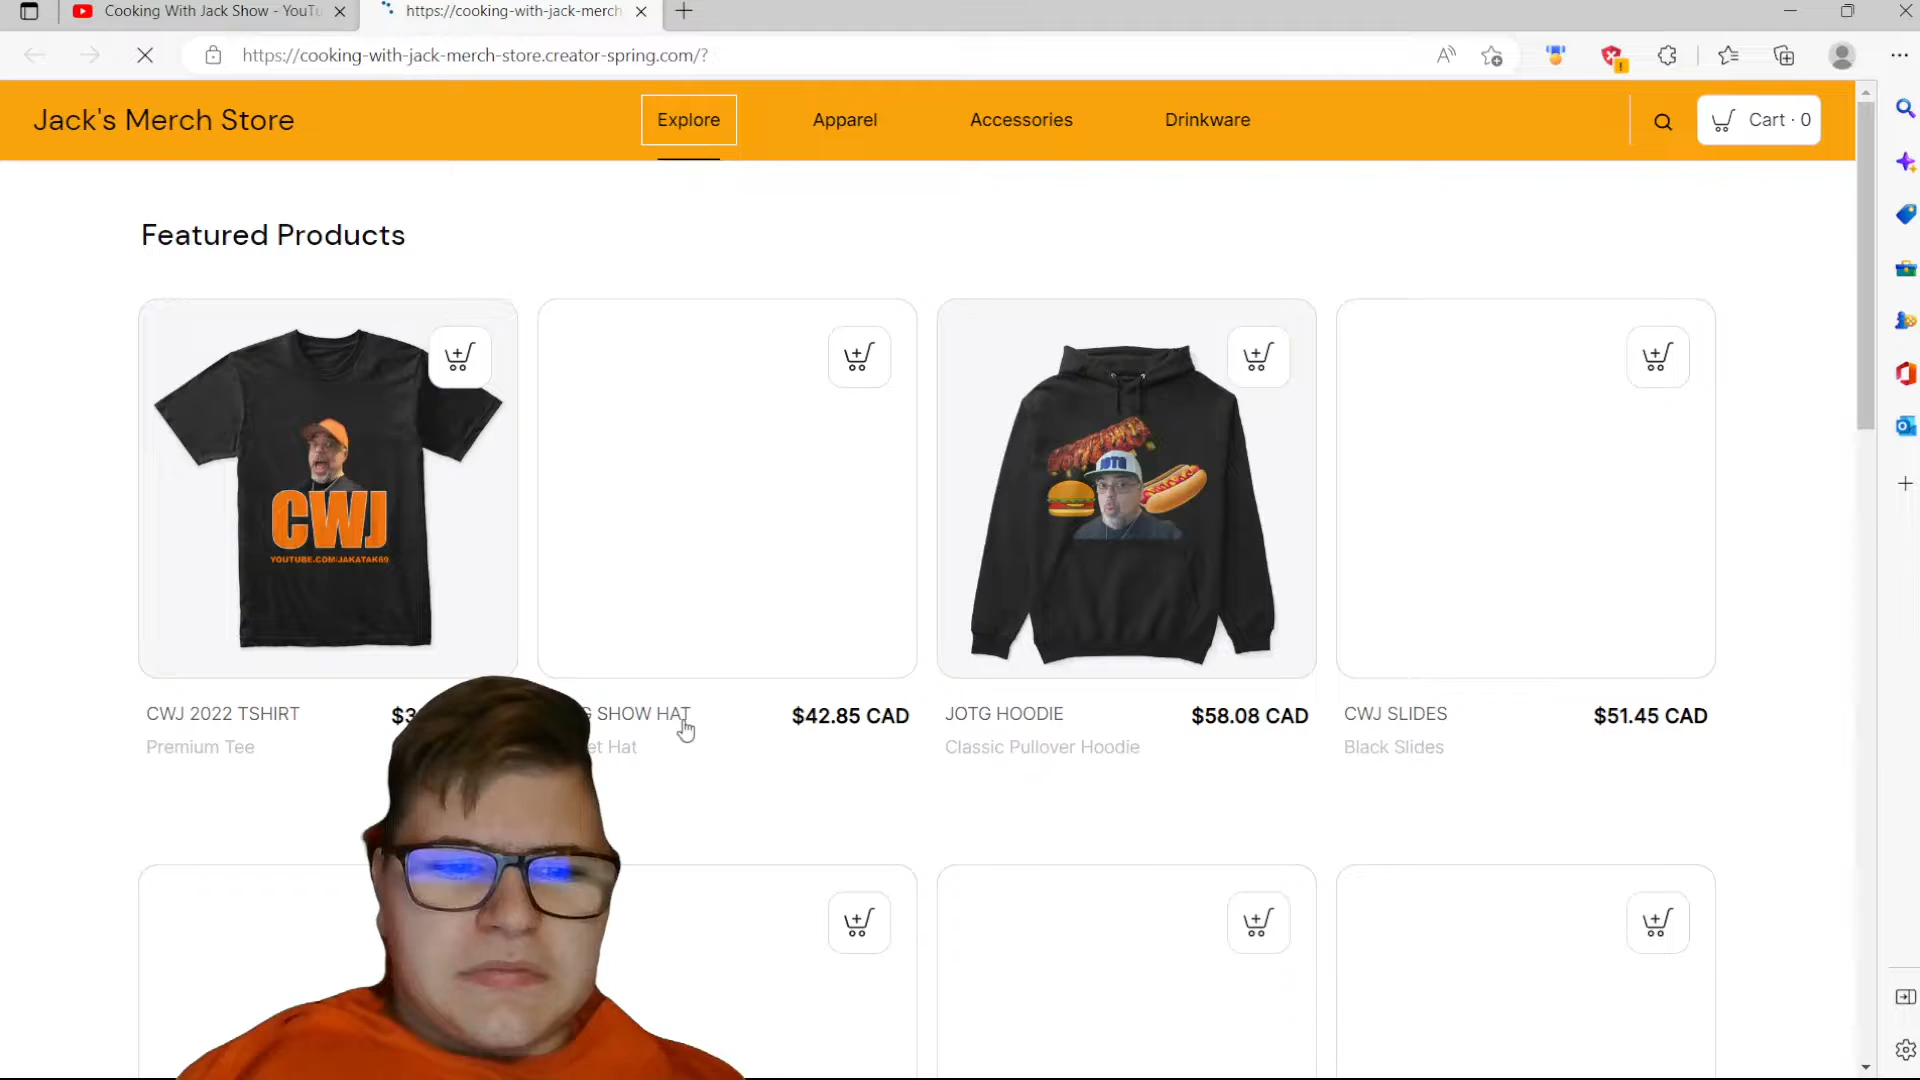 Cooking With Jack Show - YouTu
https://cooking-with-jack-merch
https://cooking-with-jack-merch-store.creator-spring.com/?
Jack's Merch Store
Explore
Apparel
Accessories
Drinkware
Cart · 0
Featured Products
CWJ
YOUTUBE.COM/JAKATAK69
JOTG
CWJ 2022 TSHIRT
$3
Premium Tee
SHOW HAT
$42.85 CAD
Hat
JOTG HOODIE
$58.08 CAD
Classic Pullover Hoodie
CWJ SLIDES
$51.45 CAD
Black Slides